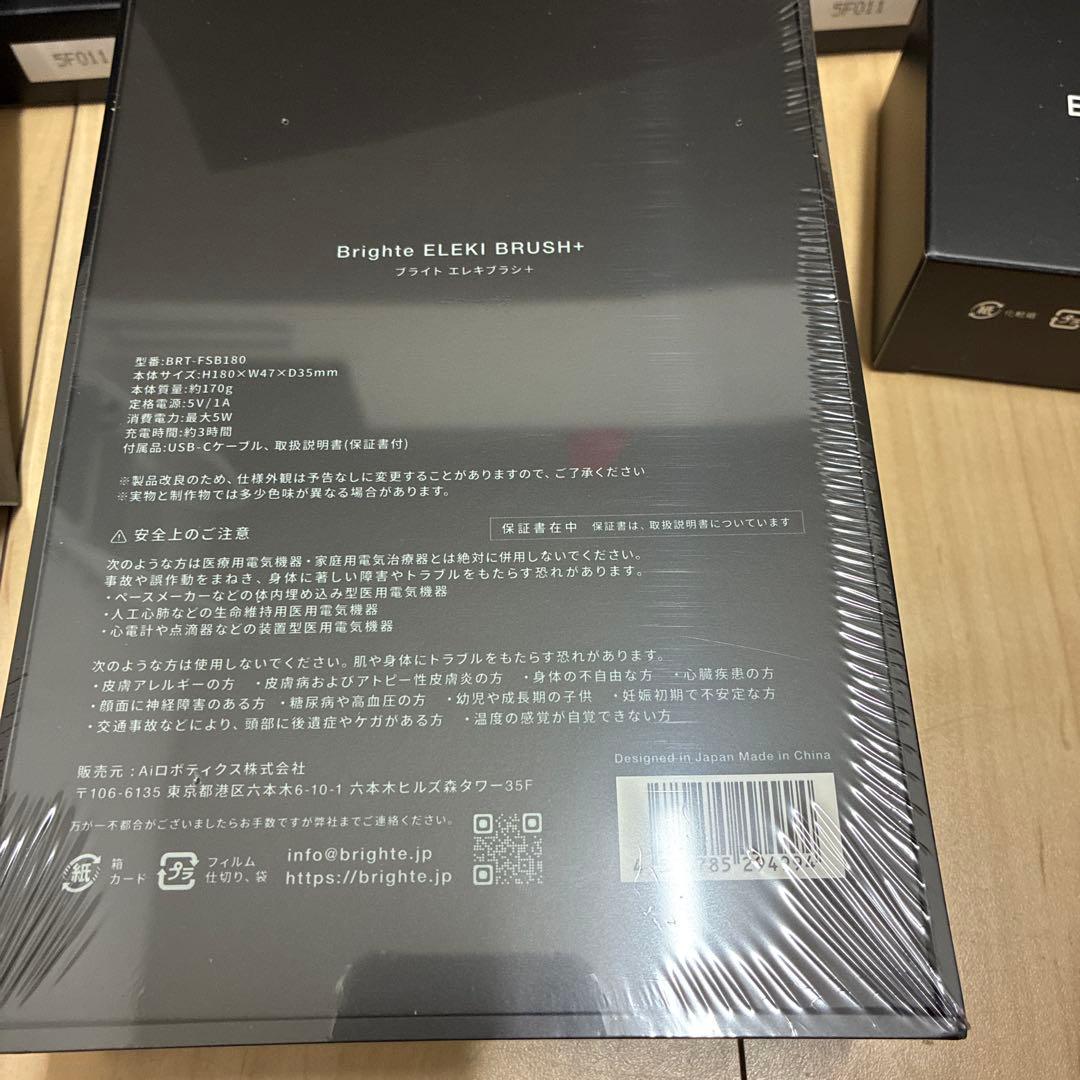 5F011
5F011
Brighte ELEKI BRUSH+
ブライト エレキブラシ+
型番:BRT-FSB180
本体サイズ:H180×W47×D35mm
本体質量:約170g
定格電源:5V/1A
消費電力:最大5W
充電時間:約3時間
付属品:USB-Cケーブル、取扱説明書(保証書付)
※製品改良のため、仕様外観は予告なしに変更することがありますので、ご了承ください
※実物と制作物では多少色味が異なる場合があります。
安全上のご注意
保証書在中 保証書は、取扱説明書についています
次のような方は医療用電気機器・家庭用電気治療器とは絶対に併用しないでください。
事故や誤作動をまねき、身体に著しい障害やトラブルをもたらす恐れがあります。
・ペースメーカーなどの体内埋め込み型医用電気機器
・人工心肺などの生命維持用医用電気機器
・心電計や点滴器などの装置型医用電気機器
次のような方は使用しないでください。肌や身体にトラブルをもたらす恐れがあります。
・皮膚アレルギーの方 ・皮膚病およびアトピー性皮膚炎の方 ・身体の不自由な方 ・心臓疾患の方
・顔面に神経障害のある方 ・糖尿病や高血圧の方 ・幼児や成長期の子供 ・妊娠初期で不安定な方
・交通事故などにより、頭部に後遺症やケガがある方 ・温度の感覚が自覚できない方
Designed in Japan Made in China
販売元：Aiロボティクス株式会社
〒106-6135 東京都港区六本木6-10-1 六本木ヒルズ森タワー35F
万が一不都合がございましたらお手数ですが弊社までご連絡ください。
紙 箱 カード
プラ フィルム 仕切り、袋
info@brighte.jp
https://brighte.jp
紙 化粧箱
プラ